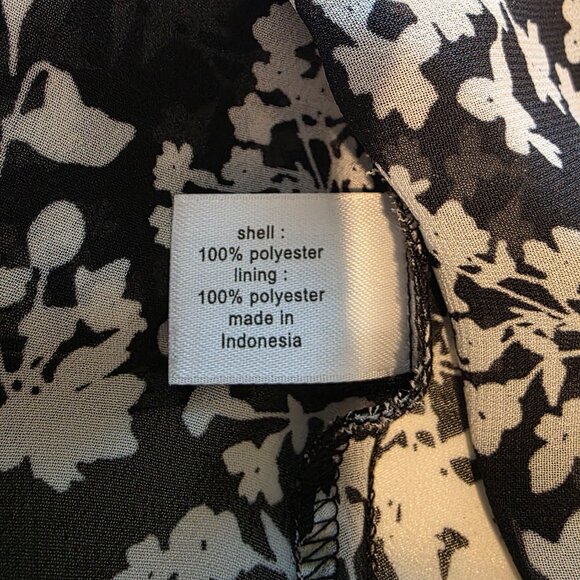 shell :
100% polyester
lining :
100% polyester
made in
Indonesia